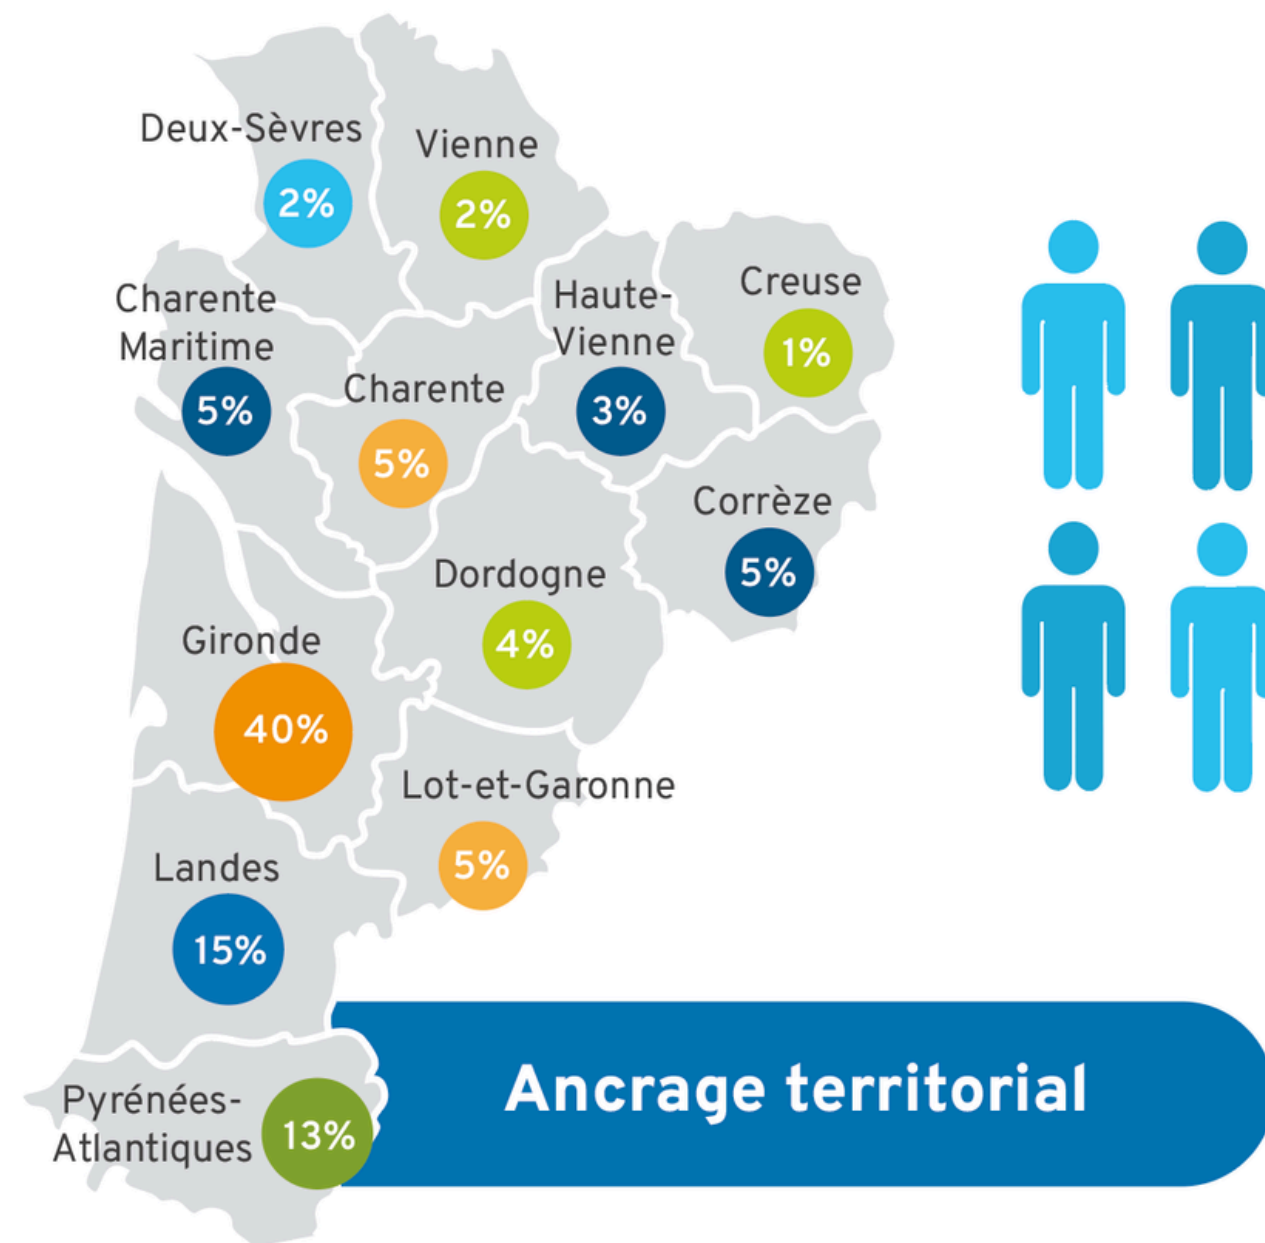 Deux-Sèvres
2%
Vienne
2%
Charente
Maritime
5%
Haute-
Vienne
3%
Creuse
1%
Charente
5%
Corrèze
5%
Dordogne
4%
Gironde
40%
Lot-et-Garonne
5%
Landes
15%
Pyrénées-
Atlantiques
13%
Ancrage territorial